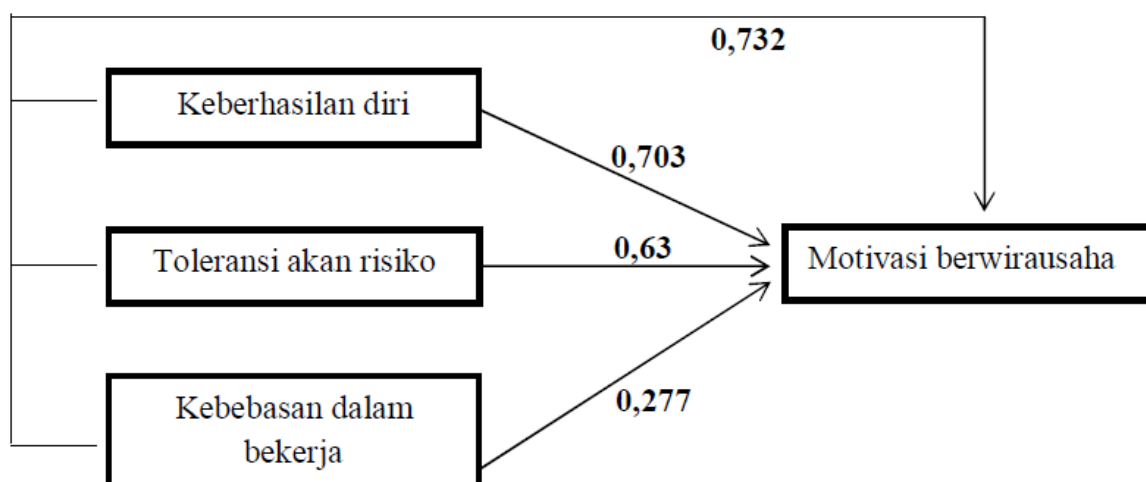 0,732
Keberhasilan diri
0,703
Toleransi akan risiko
0,63
Motivasi berwirausaha
Kebebasan dalam
bekerja
0,277